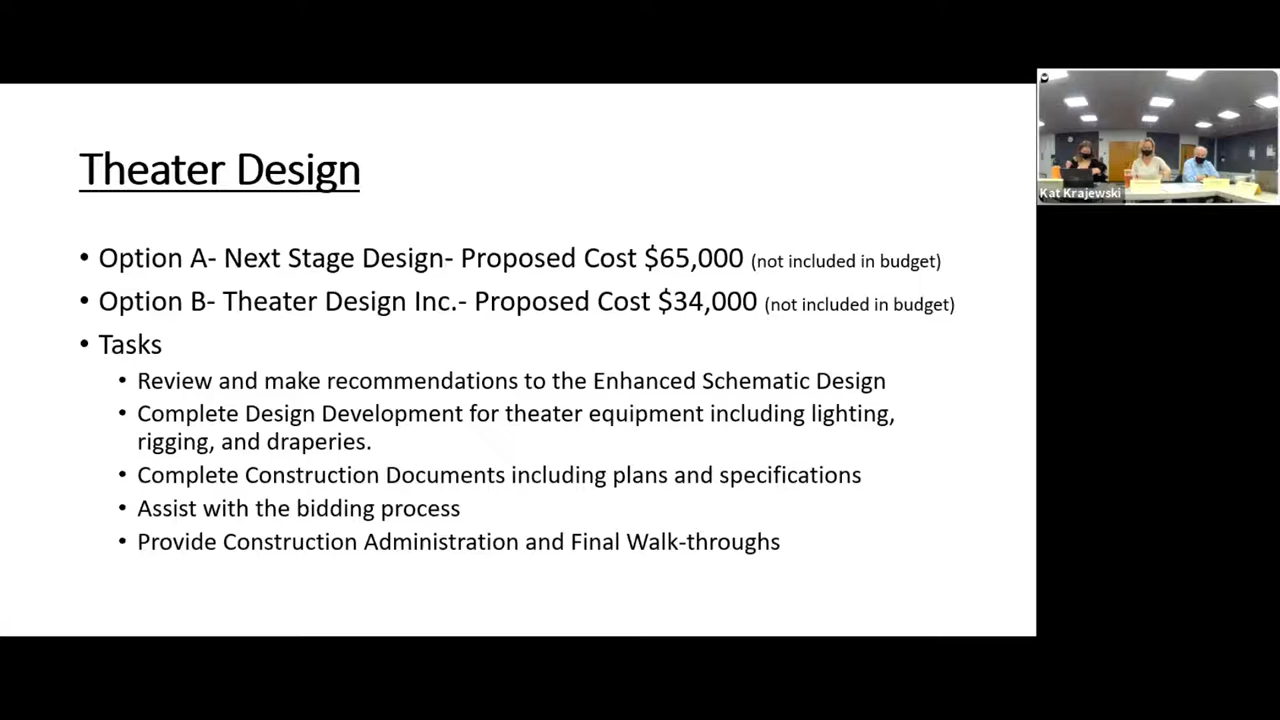 Theater Design
• Option A- Next Stage Design- Proposed Cost $65,000 (not included in budget)
• Option B- Theater Design Inc.- Proposed Cost $34,000 (not included in budget)
• Tasks
• Review and make recommendations to the Enhanced Schematic Design
• Complete Design Development for theater equipment including lighting,
rigging, and draperies.
• Complete Construction Documents including plans and specifications
• Assist with the bidding process
• Provide Construction Administration and Final Walk-throughs
Kat Krajewski